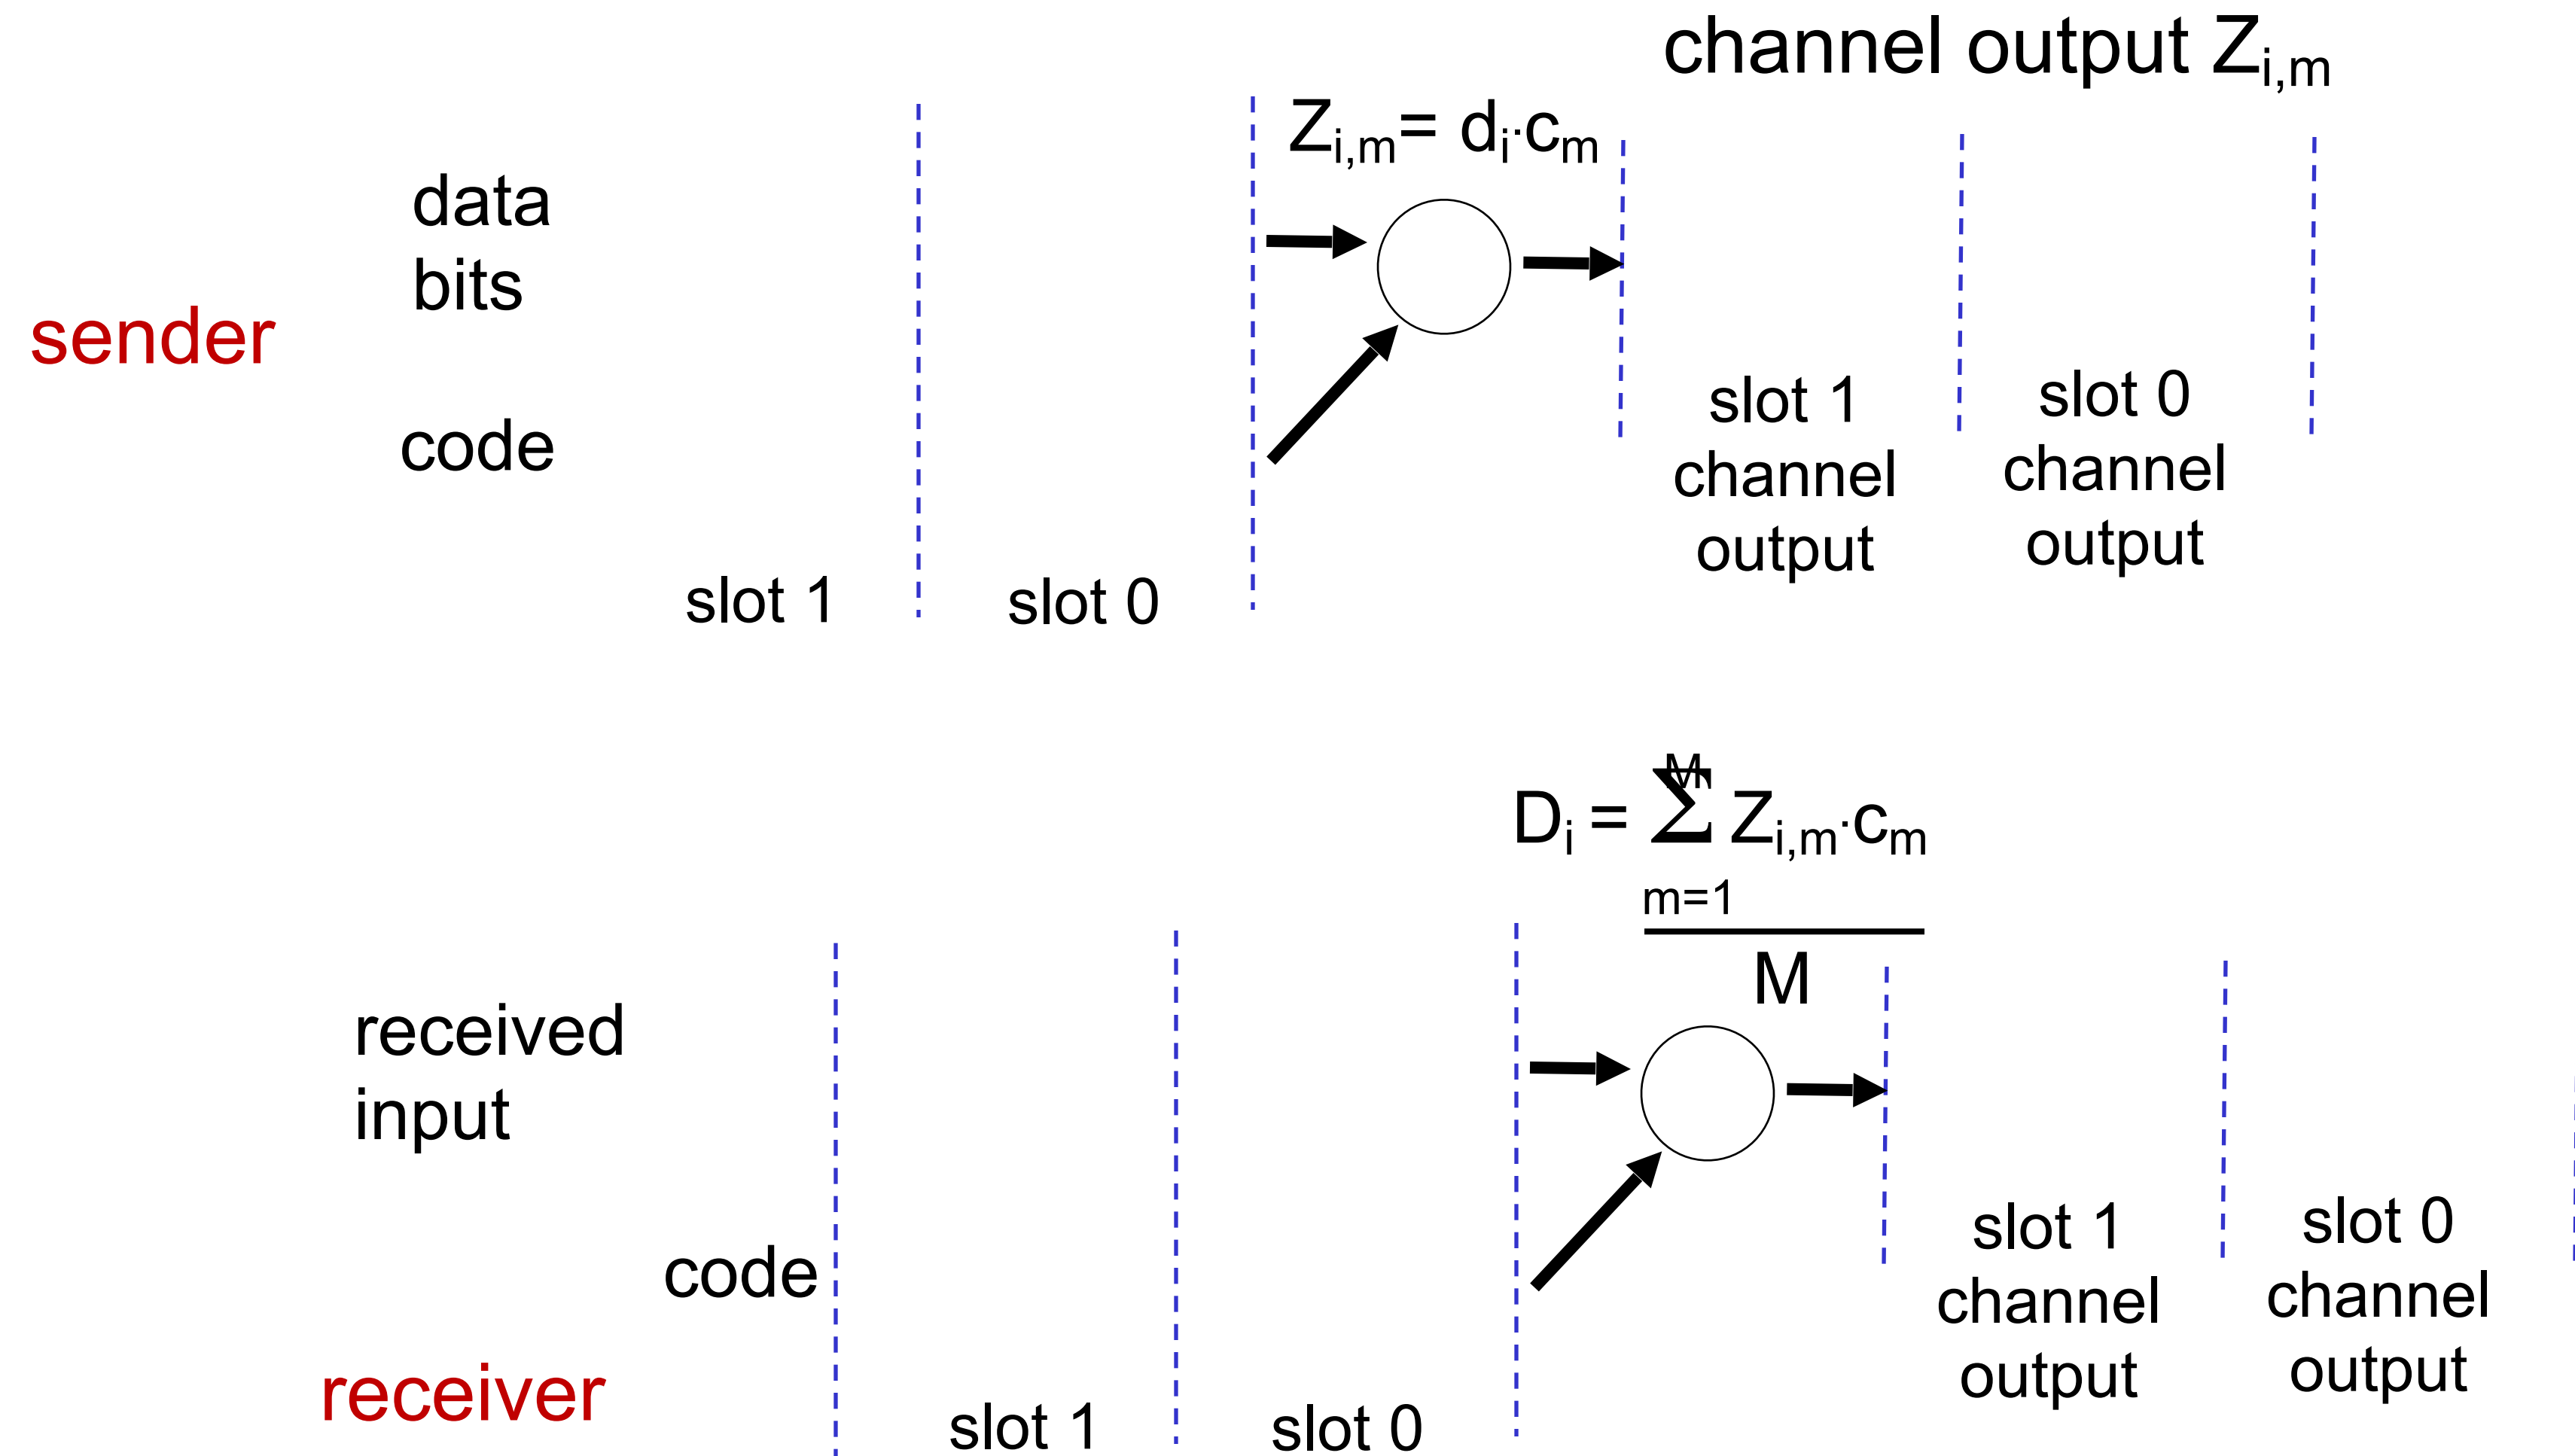 channel output Zi,m
Zi,m= di·cm
data
bits
sender
code
slot 1
channel
output
slot 0
channel
output
slot 1
slot 0
M
Di = Σ Zi,m·cm
m=1
M
received
input
code
receiver
slot 1
slot 0
slot 1
channel
output
slot 0
channel
output